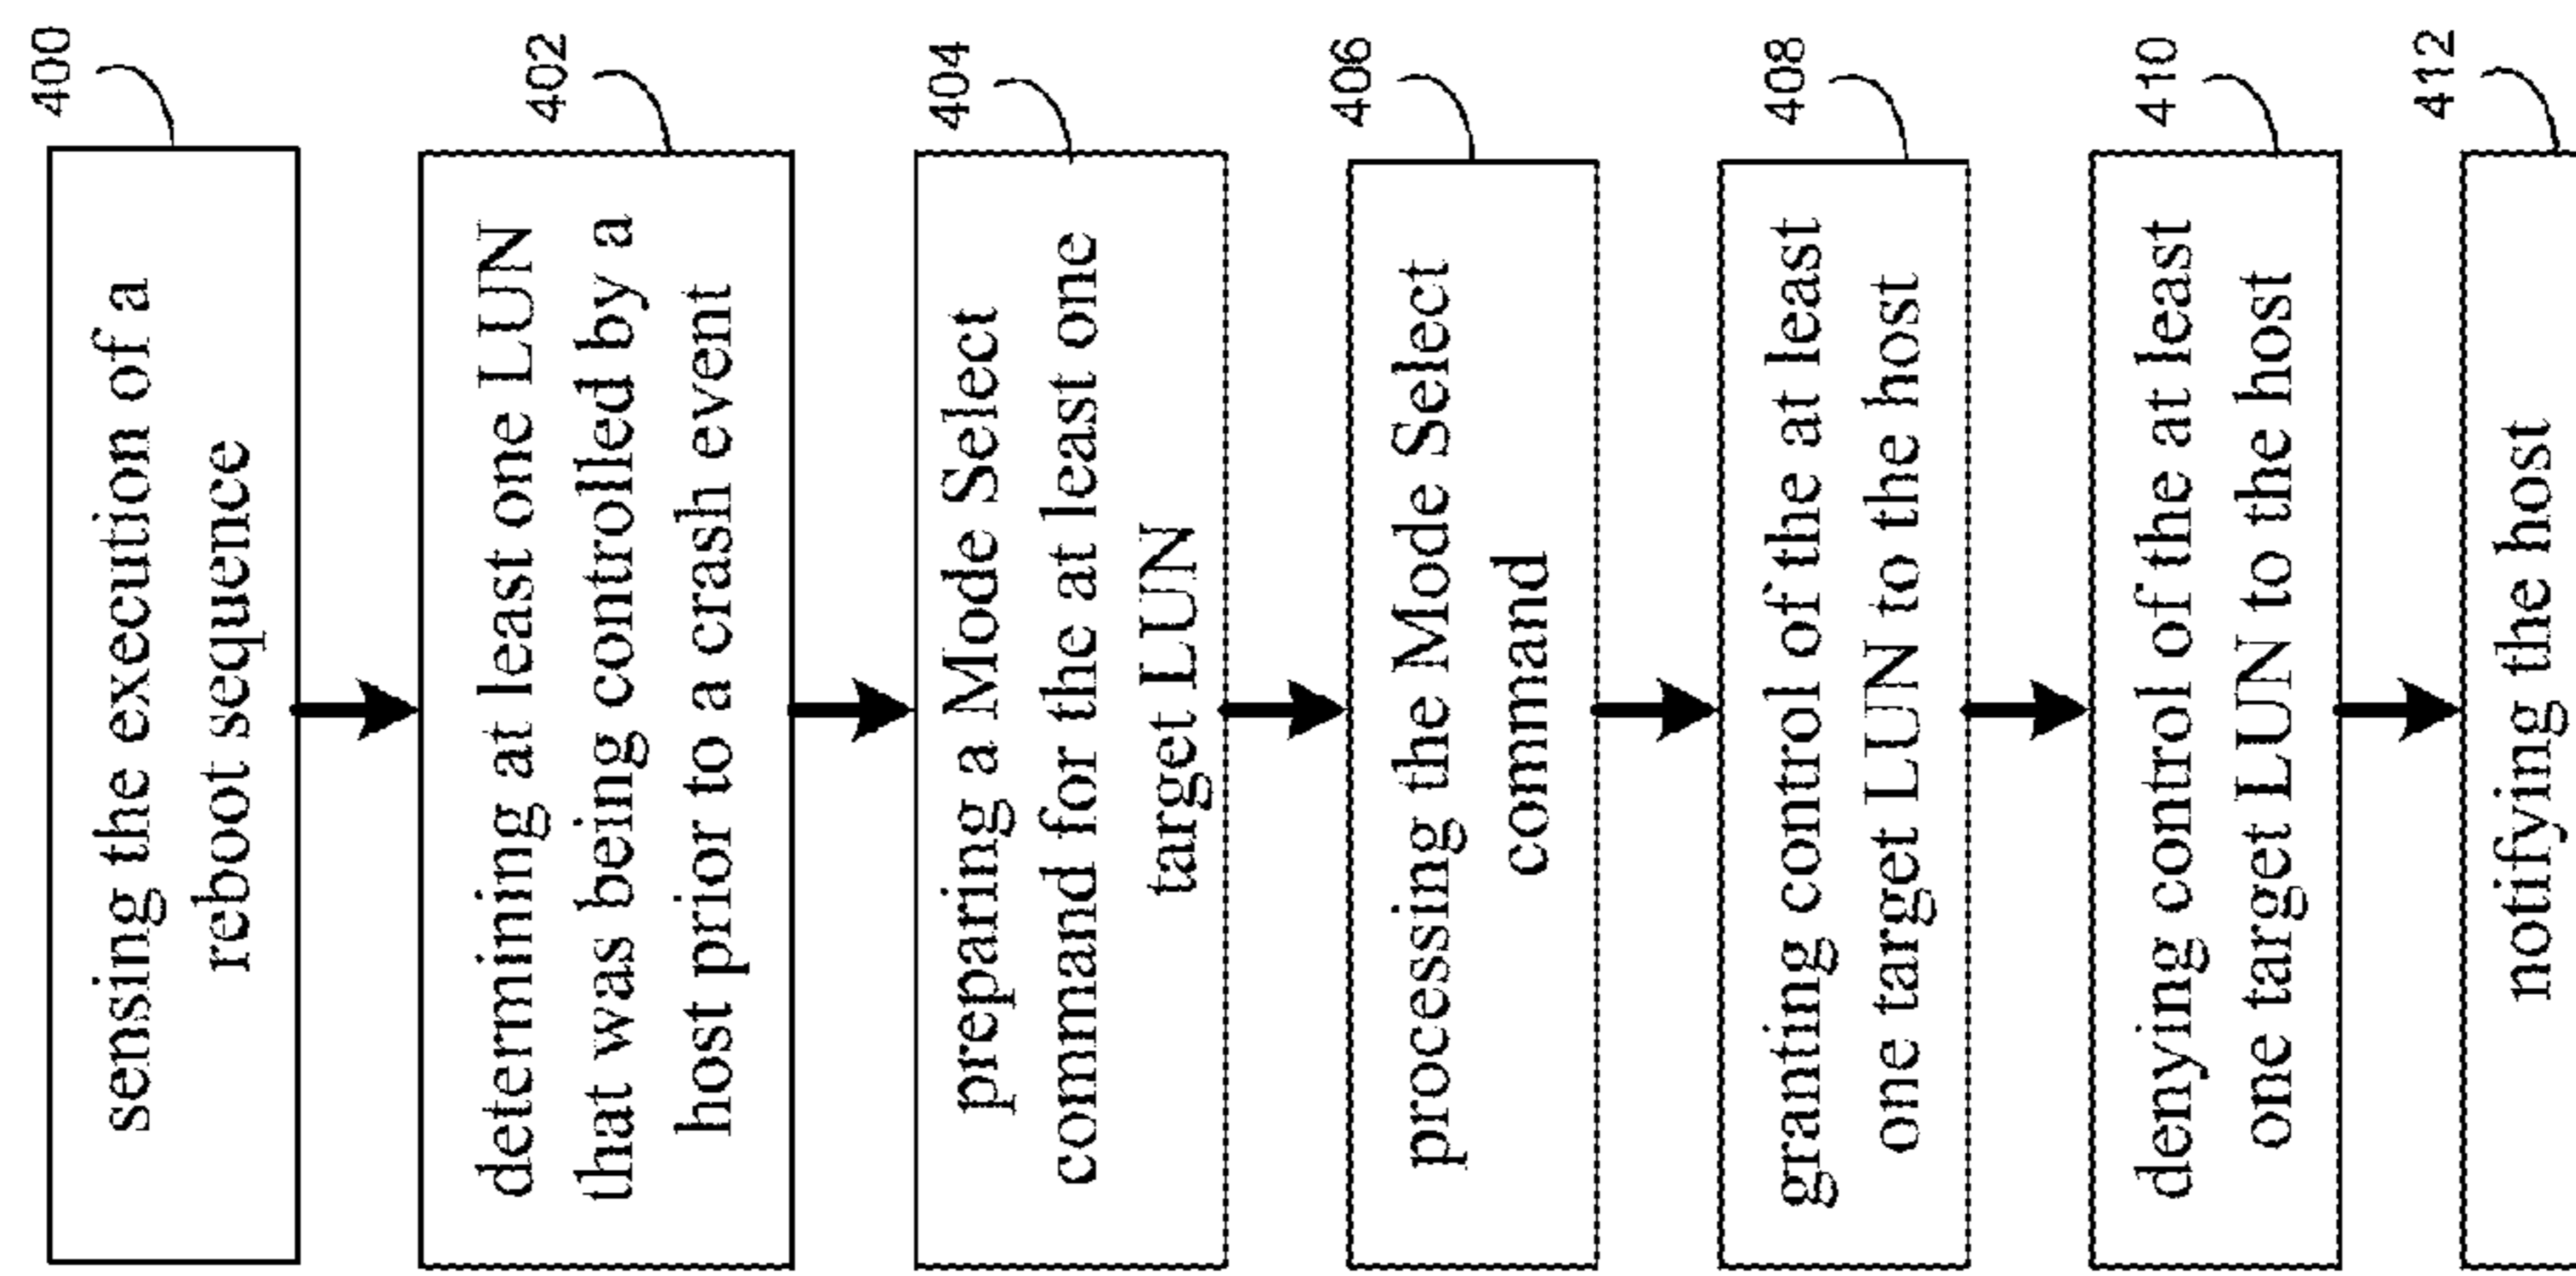 400
sensing the execution of a
reboot sequence
402
determining at least one LUN
that was being controlled by a
host prior to a crash event
404
preparing a Mode Select
command for the at least one
target LUN
406
processing the Mode Select
command
408
granting control of the at least
one target LUN to the host
410
denying control of the at least
one target LUN to the host
412
notifying the host